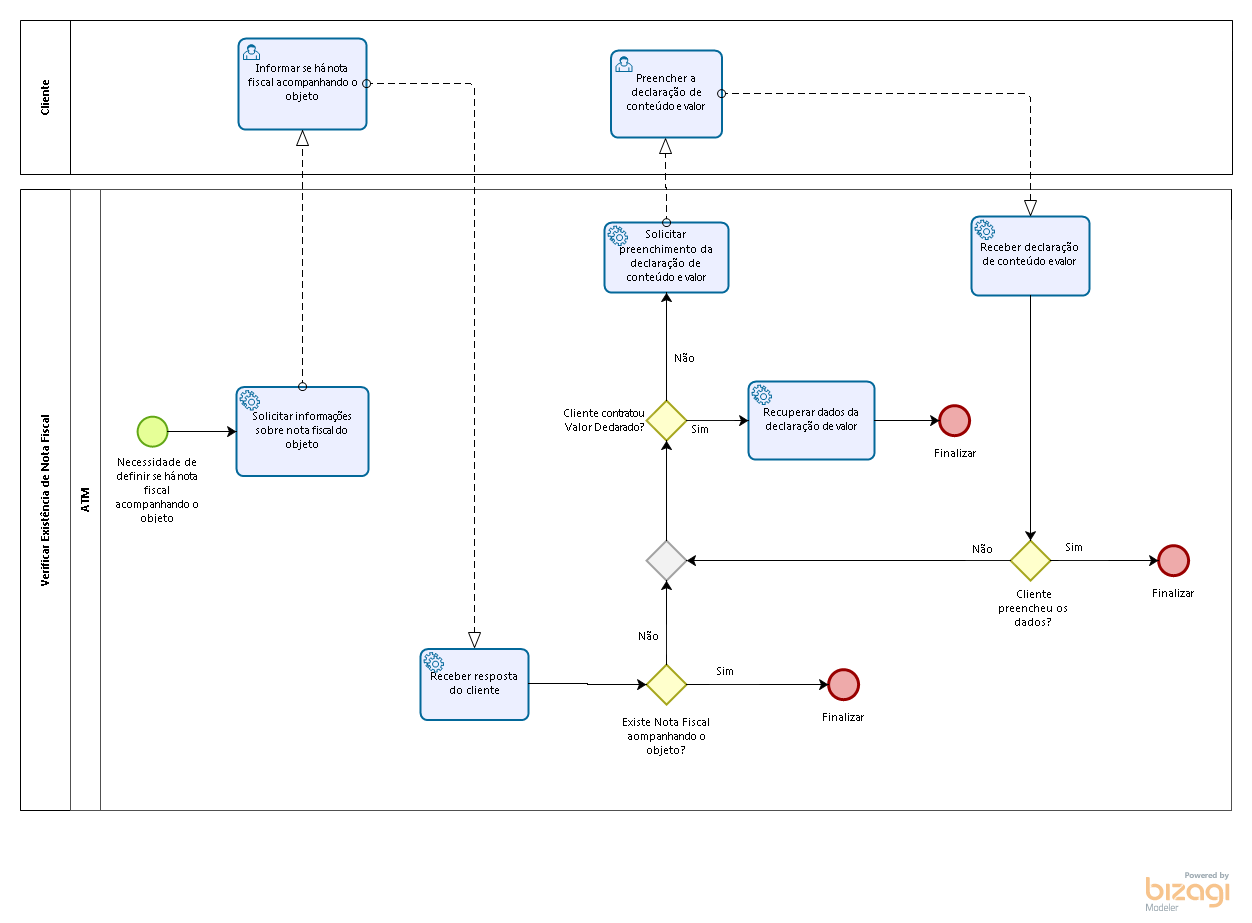 Cliente
Informar se há nota
fiscal acompanhando o
objeto
Preencher a
declaração de
conteúdo e valor
Verificar Existência de Nota Fiscal
ATM
Solicitar
preenchimento da
declaração de
conteúdo e valor
Receber declaração
de conteúdo e valor
Não
Necessidade de
definir se há nota
fiscal
acompanhando o
objeto
Solicitar informações
sobre nota fiscal do
objeto
Cliente contratou
Valor Declarado?
Sim
Recuperar dados da
declaração de valor
Finalizar
Não
Sim
Cliente
preencheu os
dados?
Finalizar
Não
Receber resposta
do cliente
Sim
Existe Nota Fiscal
aompanhando o
objeto?
Finalizar
Powered by
bizagi
Modeler